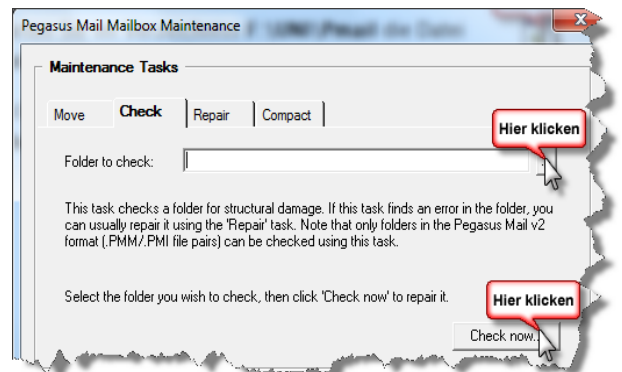 Pegasus Mail Mailbox Maintenance
Maintenance Tasks
Move Check Repair Compact
Hier klicken
Folder to check:
This task checks a folder for structural damage. If this task finds an error in the folder, you
can usually repair it using the 'Repair' task. Note that only folders in the Pegasus Mail v2
format (.PMM/.PMI file pairs) can be checked using this task.
Select the folder you wish to check, then click 'Check now' to repair it.
Hier klicken
Check now...